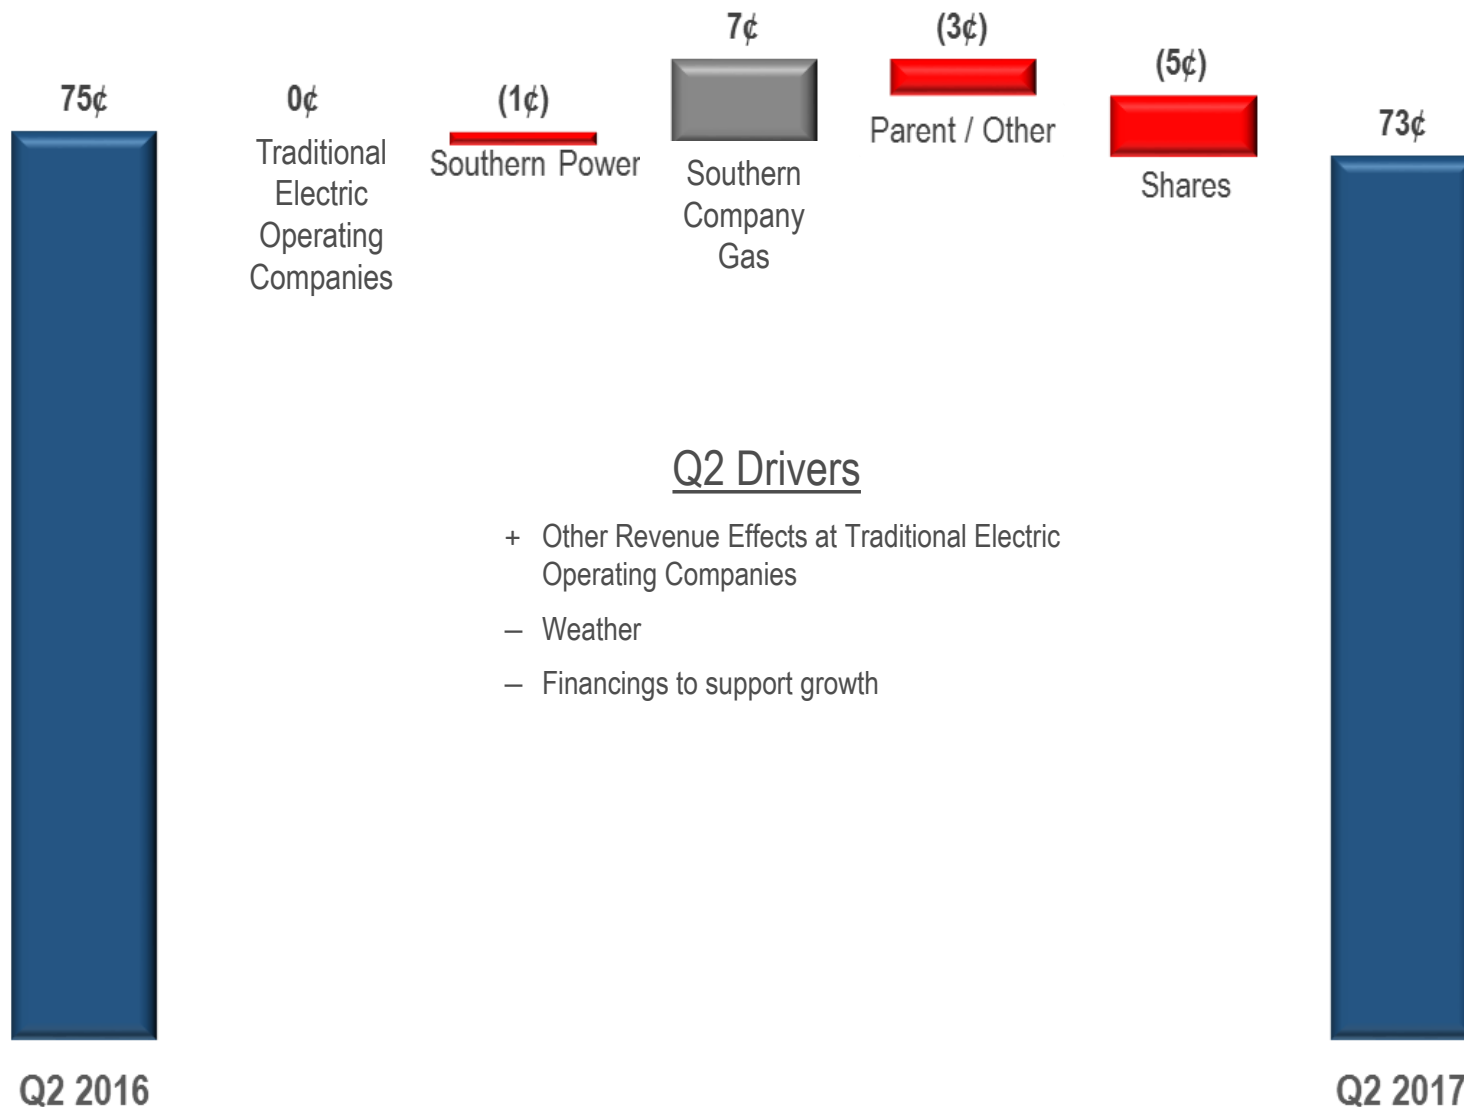 75¢
0¢
Traditional
Electric
Operating
Companies
(1¢)
Southern Power
7¢
Southern
Company
Gas
(3¢)
Parent / Other
(5¢)
Shares
73¢
Q2 Drivers
+ Other Revenue Effects at Traditional Electric
Operating Companies
– Weather
– Financings to support growth
Q2 2016
Q2 2017